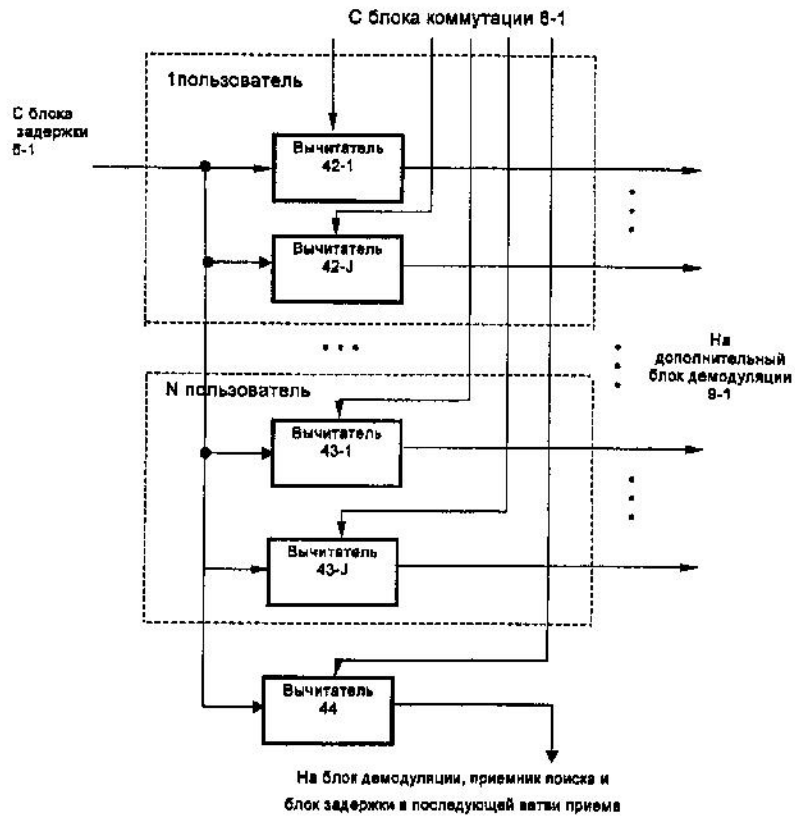 С блока коммутации 6-1
1пользователь
С блока
задержки
5-1
Вычитатель
42-1
Вычитатель
42-J
На
дополнительный
блок демодуляции
9-1
N пользователь
Вычитатель
43-1
Вычитатель
43-J
Вычитатель
44
На блок демодуляции, приемник поиска и
блок задержки в последующей ветви приема